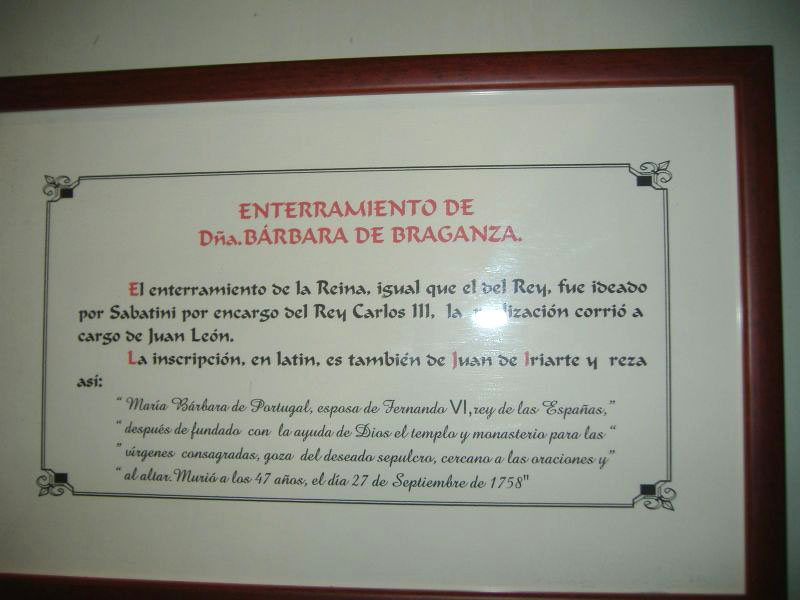 ENTERRAMIENTO DE
Dña. BÁRBARA DE BRAGANZA.
El enterramiento de la Reina, igual que el del Rey, fue ideado
por Sabatini por encargo del Rey Carlos III, la realización corrió a
cargo de Juan León.
La inscripción, en latin, es también de Juan de Iriarte y reza
así:
“ María Bárbara de Portugal, esposa de Fernando VI, rey de las Españas,”
“ después de fundado con la ayuda de Dios el templo y monasterio para las “
” vírgenes consagradas, goza del deseado sepulcro, cercano a las oraciones y”
“ al altar. Murió a los 47 años, el día 27 de Septiembre de 1758"